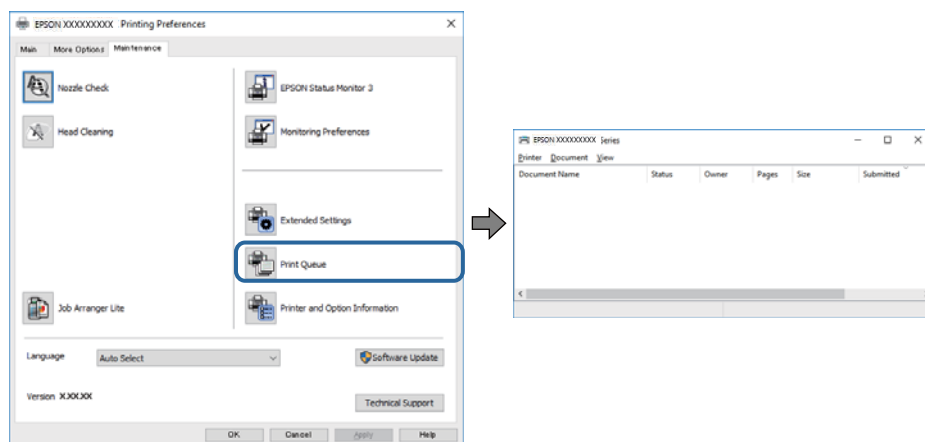 EPSON XXXXXXXXX Printing Preferences
Main More Options Maintenance
Nozzle Check
EPSON Status Monitor 3
Head Cleaning
Monitoring Preferences
Extended Settings
Print Queue
Job Arranger Lite
Printer and Option Information
Language Auto Select
Software Update
Version X.XX.XX
Technical Support
OK Cancel Apply Help
EPSON XXXXXXXXX Series
Printer Document View
Document Name Status Owner Pages Size Submitted